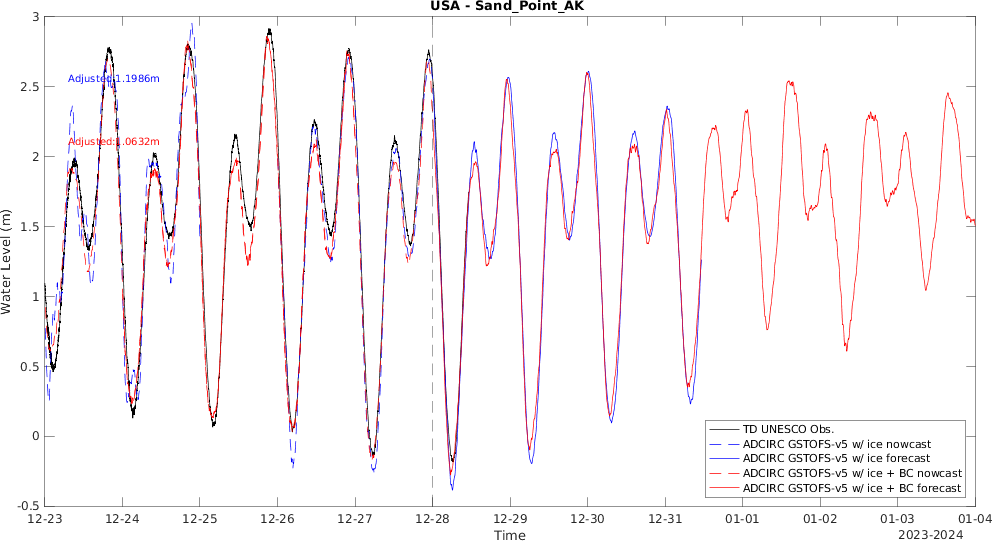 USA - Sand_Point_AK
3
2.5
2
1.5
1
0.5
0
-0.5
Water Level (m)
Adjusted:1.1986m
Adjusted:1.0632m
TD UNESCO Obs.
ADCIRC GSTOFS-v5 w/ ice nowcast
ADCIRC GSTOFS-v5 w/ ice forecast
ADCIRC GSTOFS-v5 w/ ice + BC nowcast
ADCIRC GSTOFS-v5 w/ ice + BC forecast
12-23 12-24 12-25 12-26 12-27 12-28 12-29 12-30 12-31 01-01 01-02 01-03 01-04
Time
2023-2024